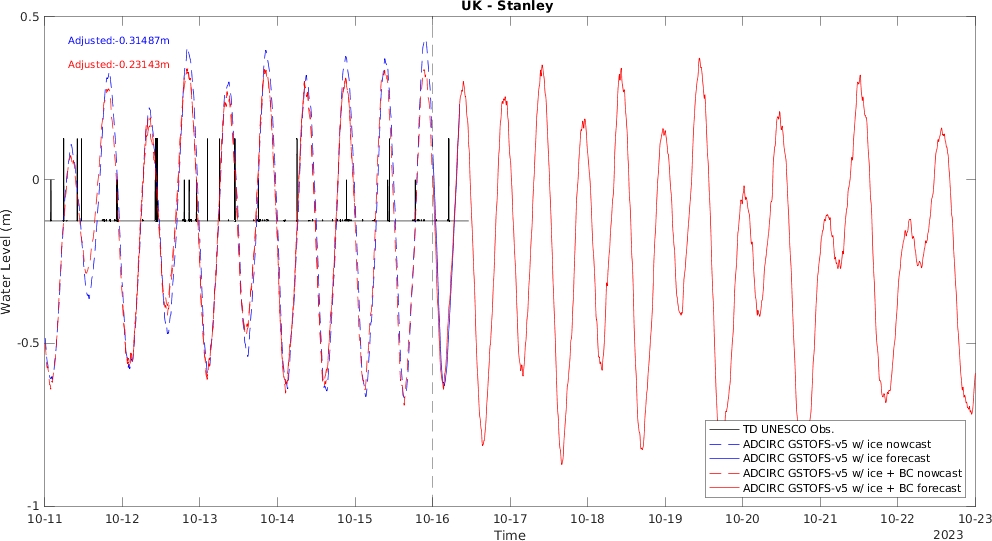 UK - Stanley
Adjusted:-0.31487m
Adjusted:-0.23143m
0.5
0
-0.5
-1
Water Level (m)
TD UNESCO Obs.
ADCIRC GSTOFS-v5 w/ ice nowcast
ADCIRC GSTOFS-v5 w/ ice forecast
ADCIRC GSTOFS-v5 w/ ice + BC nowcast
ADCIRC GSTOFS-v5 w/ ice + BC forecast
10-11 10-12 10-13 10-14 10-15 10-16 10-17 10-18 10-19 10-20 10-21 10-22 10-23
Time
2023